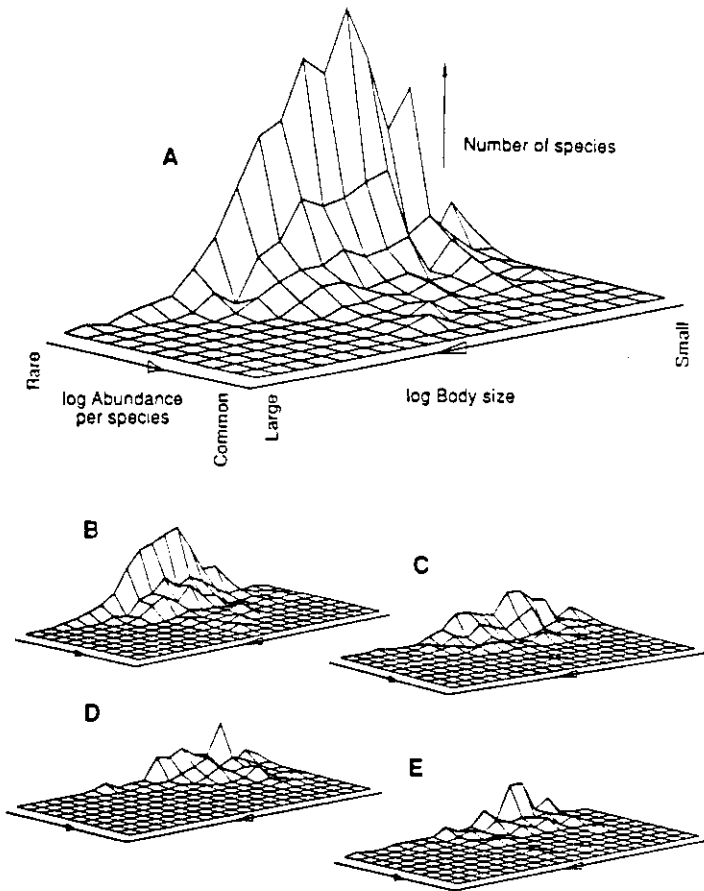 A
Number of species
Rare
log Abundance
per species
Common
Large
log Body size
Small
B
C
D
E